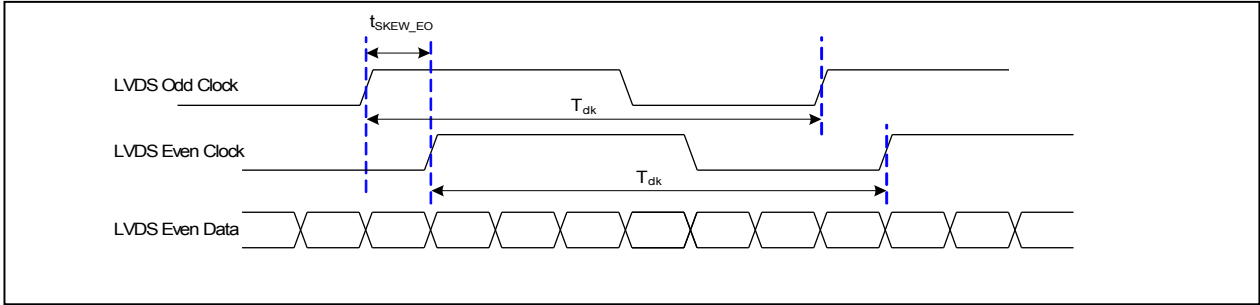 tSKEW_EO
LVDS Odd Clock
Tdk
LVDS Even Clock
Tdk
LVDS Even Data